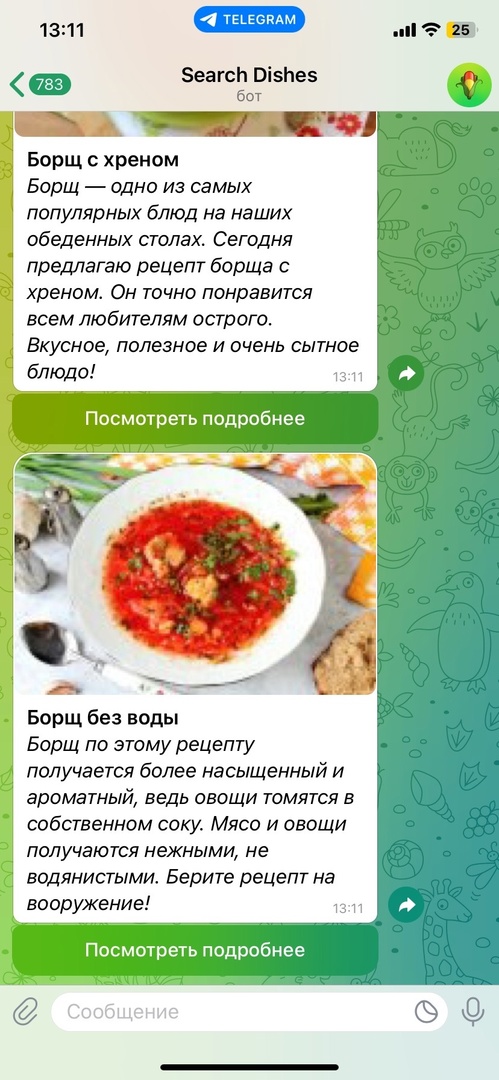 13:11
TELEGRAM
25
783
Search Dishes
бот
Борщ с хреном
Борщ — одно из самых
популярных блюд на наших
обеденных столах. Сегодня
предлагаю рецепт борща с
хреном. Он точно понравится
всем любителям острого.
Вкусное, полезное и очень сытное
блюдо!
13:11
Посмотреть подробнее
Борщ без воды
Борщ по этому рецепту
получается более насыщенный и
ароматный, ведь овощи томятся в
собственном соку. Мясо и овощи
получаются нежными, не
водянистыми. Берите рецепт на
вооружение!
13:11
Посмотреть подробнее
Сообщение